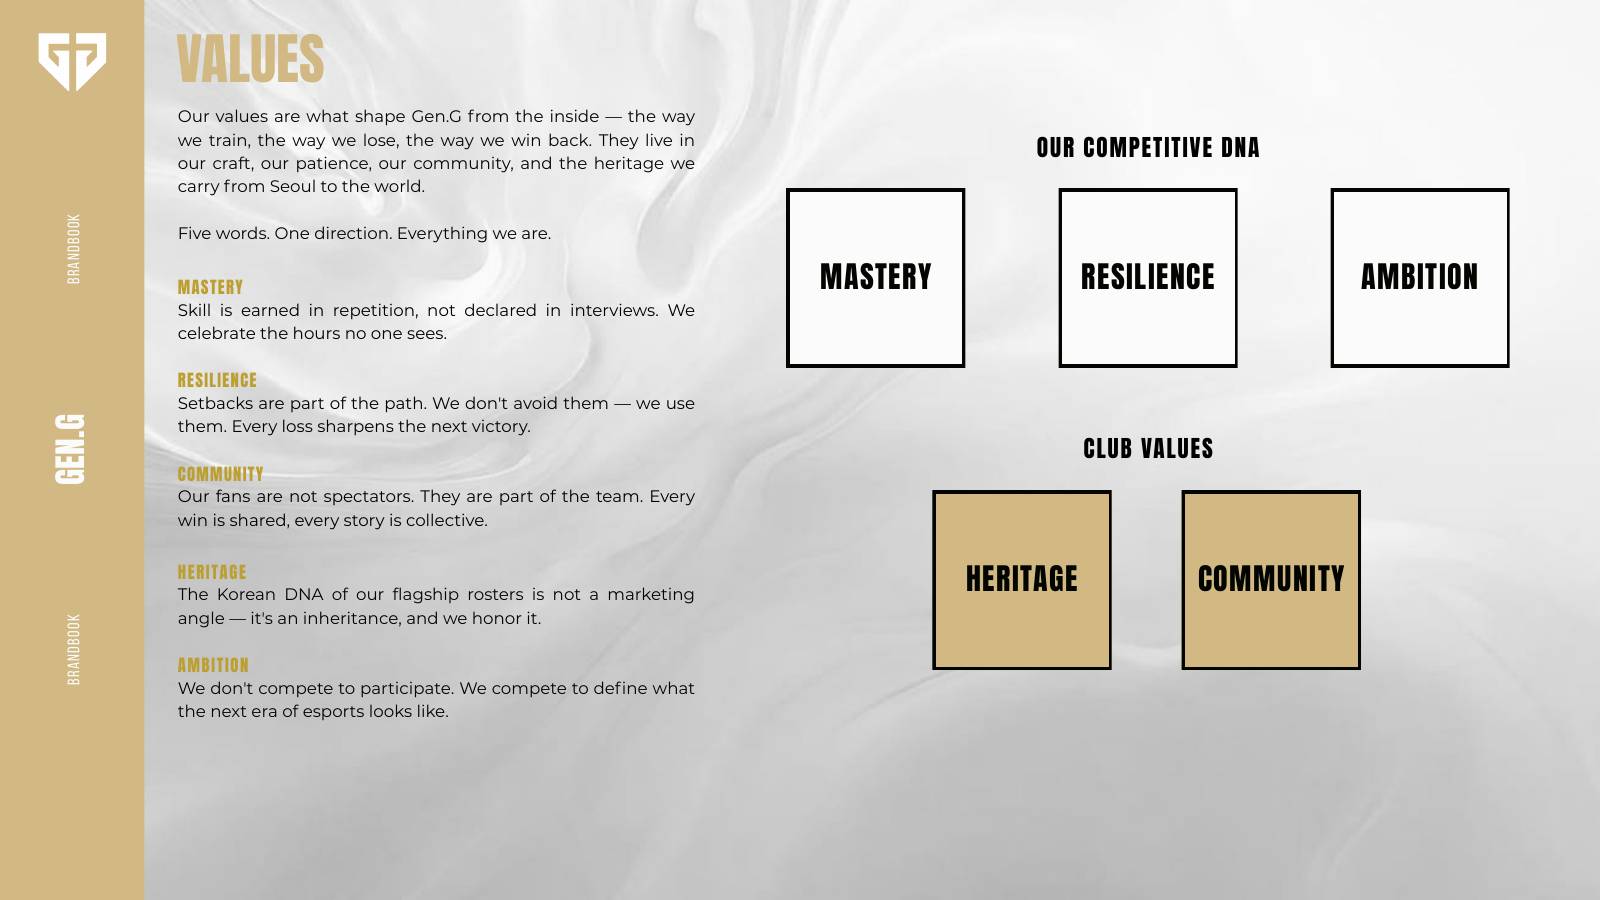 BRANDBOOK
GEN.G
BRANDBOOK
VALUES
Our values are what shape Gen.G from the inside — the way
we train, the way we lose, the way we win back. They live in
our craft, our patience, our community, and the heritage we
carry from Seoul to the world.
Five words. One direction. Everything we are.
MASTERY
Skill is earned in repetition, not declared in interviews. We
celebrate the hours no one sees.
RESILIENCE
Setbacks are part of the path. We don't avoid them — we use
them. Every loss sharpens the next victory.
COMMUNITY
Our fans are not spectators. They are part of the team. Every
win is shared, every story is collective.
HERITAGE
The Korean DNA of our flagship rosters is not a marketing
angle — it's an inheritance, and we honor it.
AMBITION
We don't compete to participate. We compete to define what
the next era of esports looks like.
OUR COMPETITIVE DNA
MASTERY
RESILIENCE
AMBITION
CLUB VALUES
HERITAGE
COMMUNITY